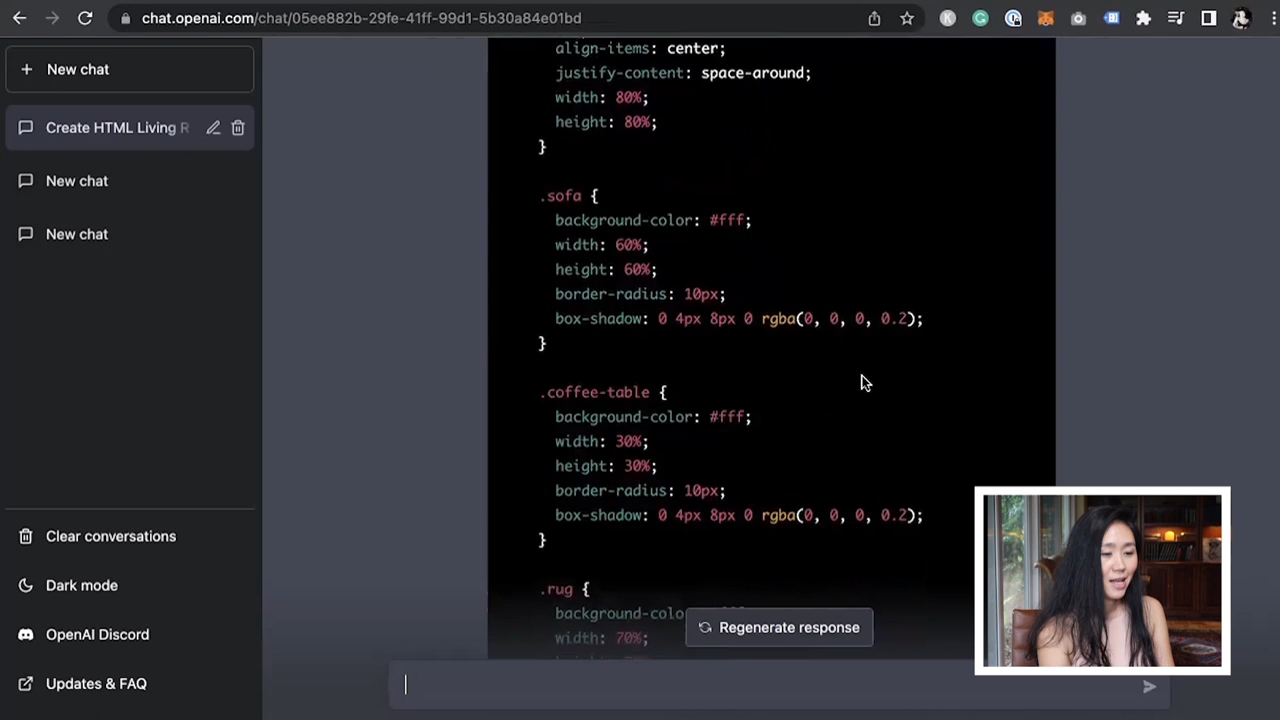 chat.openai.com/chat/05ee882b-29fe-41ff-99d1-5b30a84e01bd
New chat
Create HTML Living R
New chat
New chat
Clear conversations
Dark mode
OpenAI Discord
Updates & FAQ
align-items: center;
justify-content: space-around;
width: 80%;
height: 80%;
}
.sofa {
background-color: #fff;
width: 60%;
height: 60%;
border-radius: 10px;
box-shadow: 0 4px 8px 0 rgba(0, 0, 0, 0.2);
}
.coffee-table {
background-color: #fff;
width: 30%;
height: 30%;
border-radius: 10px;
box-shadow: 0 4px 8px 0 rgba(0, 0, 0, 0.2);
}
.rug {
background-colo
width: 70%;
Regenerate response